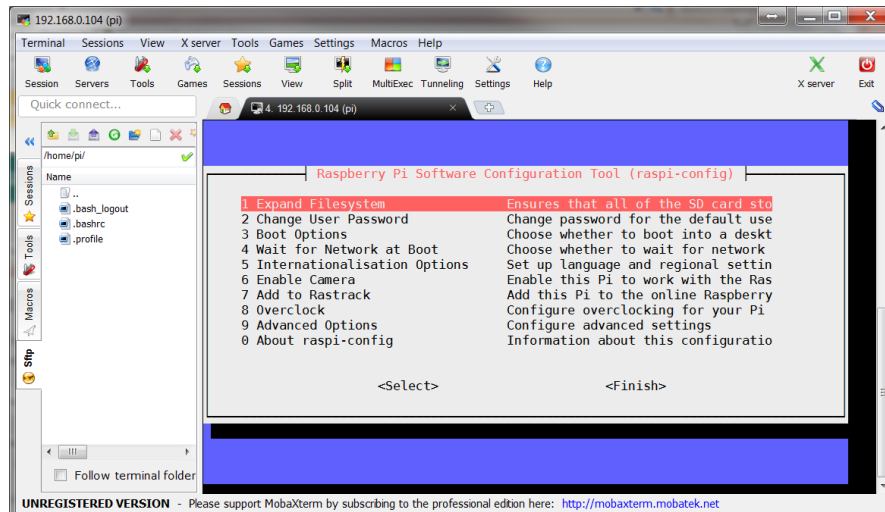 192.168.0.104 (pi)
Terminal Sessions View X server Tools Games Settings Macros Help
Session Servers Tools Games Sessions View Split MultiExec Tunneling Settings Help X server Exit
Quick connect...
4. 192.168.0.104 (pi)
/home/pi/
Name
..
.bash_logout
.bashrc
.profile
Sessions
Tools
Macros
Sftp
Raspberry Pi Software Configuration Tool (raspi-config)
1 Expand Filesystem Ensures that all of the SD card sto
2 Change User Password Change password for the default use
3 Boot Options Choose whether to boot into a deskt
4 Wait for Network at Boot Choose whether to wait for network
5 Internationalisation Options Set up language and regional settin
6 Enable Camera Enable this Pi to work with the Ras
7 Add to Rastrack Add this Pi to the online Raspberry
8 Overclock Configure overclocking for your Pi
9 Advanced Options Configure advanced settings
0 About raspi-config Information about this configuratio
<Select> <Finish>
Follow terminal folder
UNREGISTERED VERSION - Please support MobaXterm by subscribing to the professional edition here: http://mobaxterm.mobatek.net